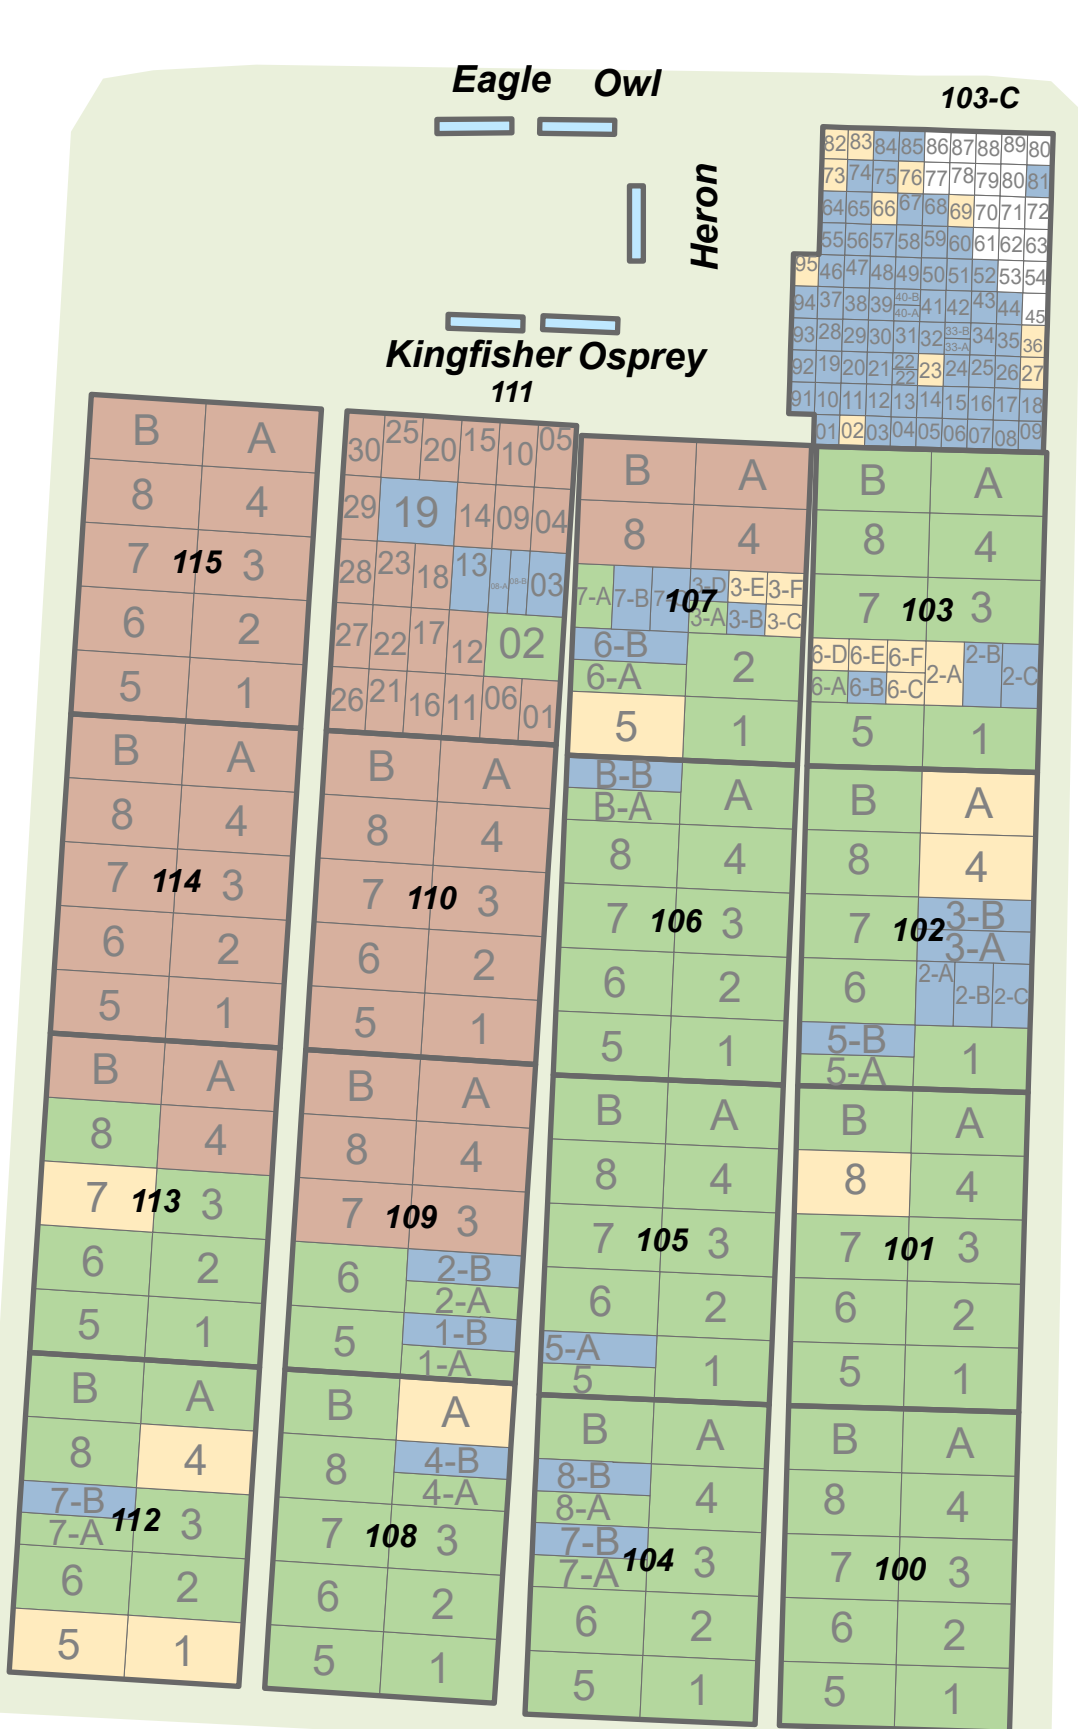 Eagle Owl
103-C
Heron
Kingfisher Osprey
111
82 83 84 85 86 87 88 89 80
73 74 75 76 77 78 79 80 81
64 65 66 67 68 69 70 71 72
55 56 57 58 59 60 61 62 63
95 46 47 48 49 50 51 52 53 54
94 37 38 39 40-B 40-A 41 42 43 44 45
93 28 29 30 31 32 33-B 33-A 34 35 36
92 19 20 21 22 22 23 24 25 26 27
91 10 11 12 13 14 15 16 17 18
01 02 03 04 05 06 07 08 09
B A
8 4
7 115 3
6 2
5 1
30 25 20 15 10 05
29 19 14 09 04
28 23 18 13 08-A 08-B 03
27 22 17 12 02
26 21 16 11 06 01
B A
8 4
7-A 7-B 107 3-D 3-E 3-F
3-A 3-B 3-C
6-B
6-A 2
5 1
B A
8 4
7 103 3
6-D 6-E 6-F 2-A 2-B 2-C
6-A 6-B 6-C
5 1
B A
8 4
7 114 3
6 2
5 1
B A
8 4
7 110 3
6 2
5 1
B-B
B-A A
8 4
7 106 3
6 2
5 1
B A
8 4
7 102 3-B
3-A
6 2-A 2-B 2-C
5-B
5-A 1
B A
8 4
7 113 3
6 2
5 1
B A
8 4
7 109 3
6 2-B
2-A
5 1-B
1-A
B A
8 4
7 105 3
6 2
5-A
5 1
B A
8 4
7 101 3
6 2
5 1
B A
8 4
7-B
7-A 112 3
6 2
5 1
B A
8 4-B
4-A
7 108 3
6 2
5 1
B A
8-B
8-A 4
7-B
7-A 104 3
6 2
5 1
B A
8 4
7 100 3
6 2
5 1